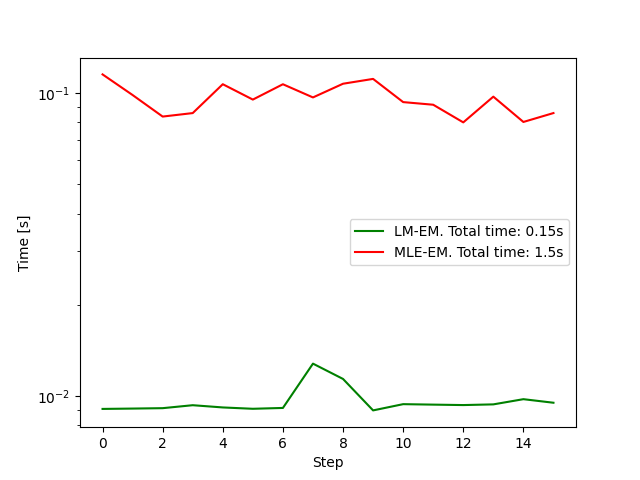 10⁻¹
10⁻²
Time [s]
LM-EM. Total time: 0.15s
MLE-EM. Total time: 1.5s
0 2 4 6 8 10 12 14
Step